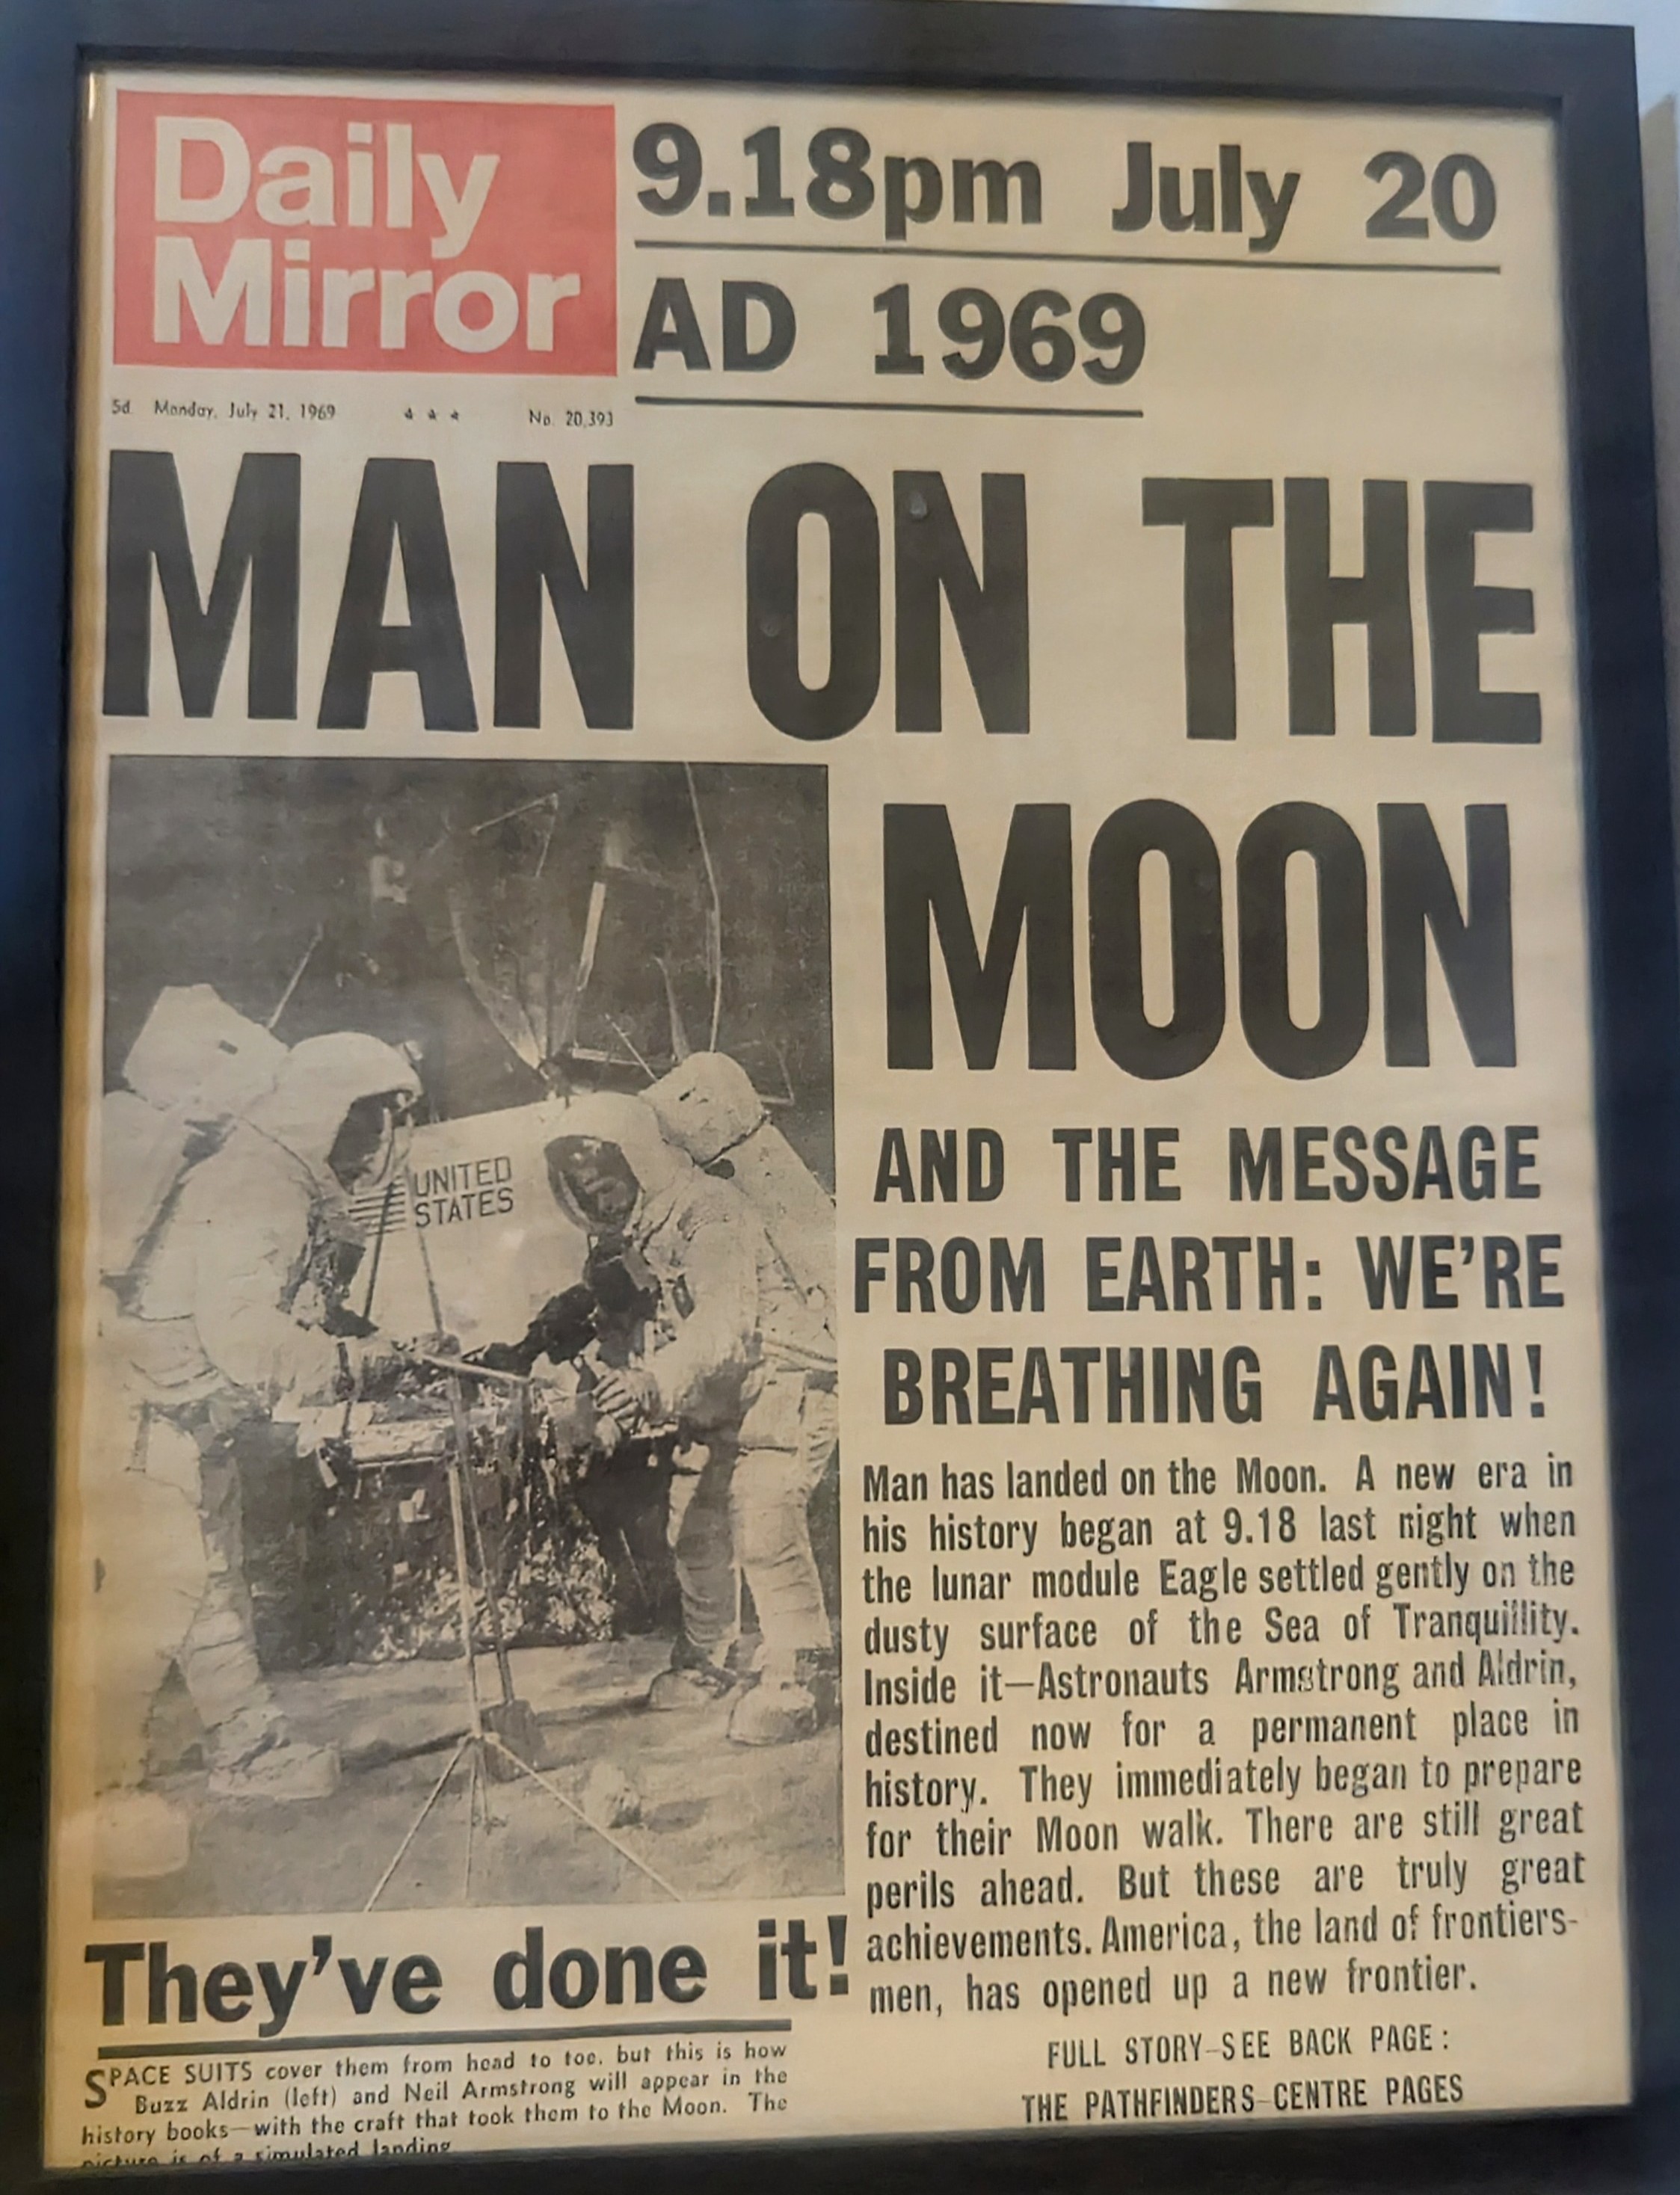 Daily
Mirror
9.18pm July 20
AD 1969
5d. Monday, July 21, 1969 ★ ★ ★ No. 20,393
MAN ON THE
MOON
UNITED
STATES
AND THE MESSAGE
FROM EARTH: WE'RE
BREATHING AGAIN!
Man has landed on the Moon. A new era in
his history began at 9.18 last night when
the lunar module Eagle settled gently on the
dusty surface of the Sea of Tranquillity.
Inside it—Astronauts Armstrong and Aldrin,
destined now for a permanent place in
history. They immediately began to prepare
for their Moon walk. There are still great
perils ahead. But these are truly great
achievements. America, the land of frontiers-
men, has opened up a new frontier.
FULL STORY—SEE BACK PAGE:
THE PATHFINDERS—CENTRE PAGES
They've done it!
SPACE SUITS cover them from head to toe, but this is how
Buzz Aldrin (left) and Neil Armstrong will appear in the
history books—with the craft that took them to the Moon. The
picture is of a simulated landing